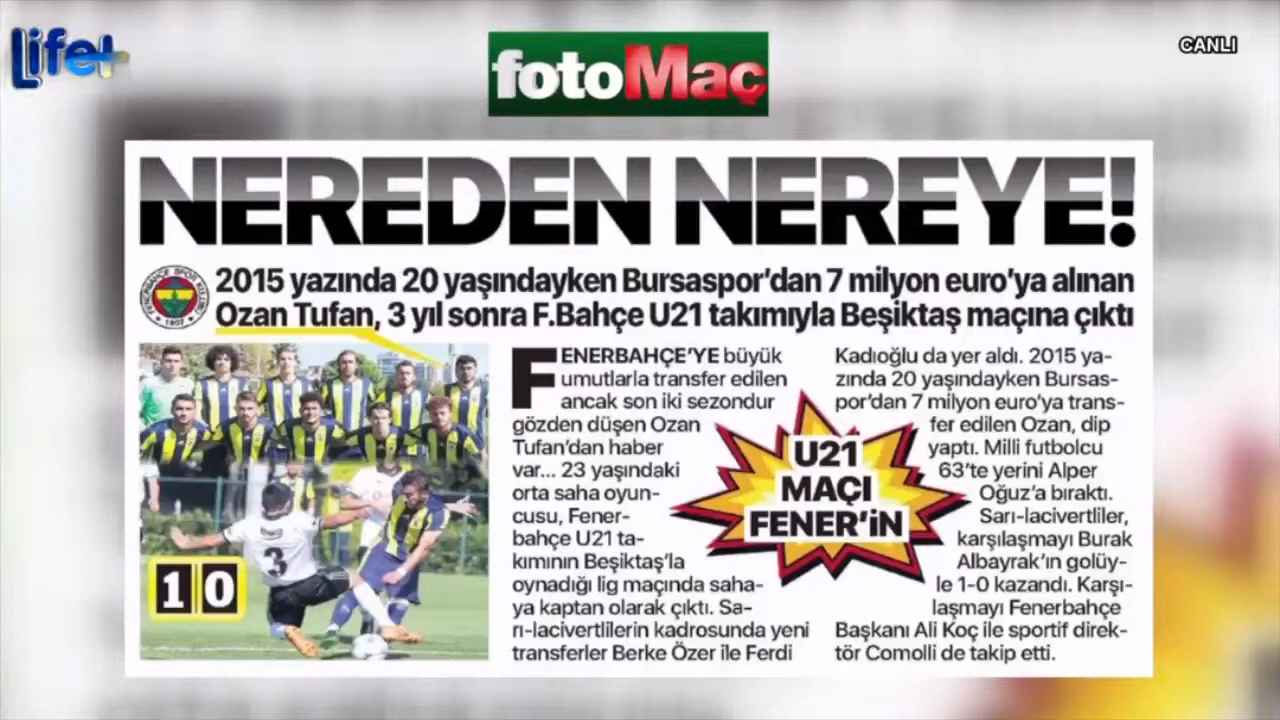 Life+
CANLI
fotoMaç
NEREDEN NEREYE!
2015 yazında 20 yaşındayken Bursaspor’dan 7 milyon euro’ya alınan
Ozan Tufan, 3 yıl sonra F.Bahçe U21 takımıyla Beşiktaş maçına çıktı
FENERBAHÇE SPOR KULÜBÜ
1907
FENERBAHÇE’YE büyük
umutlarla transfer edilen
ancak son iki sezondur
gözden düşen Ozan
Tufan’dan haber
var... 23 yaşındaki
orta saha oyun-
cusu, Fener-
bahçe U21 ta-
kımının Beşiktaş’la
oynadığı lig maçında saha-
ya kaptan olarak çıktı. Sa-
rı-lacivertlilerin kadrosunda yeni
transferler Berke Özer ile Ferdi
Kadıoğlu da yer aldı. 2015 ya-
zında 20 yaşındayken Bursas-
por’dan 7 milyon euro’ya trans-
fer edilen Ozan, dip
yaptı. Milli futbolcu
63’te yerini Alper
Oğuz’a bıraktı.
Sarı-lacivertliler,
karşılaşmayı Burak
Albayrak’ın golüy-
le 1-0 kazandı. Karşı-
laşmayı Fenerbahçe
Başkanı Ali Koç ile sportif direk-
tör Comolli de takip etti.
U21
MAÇI
FENER’iN
3
1 0